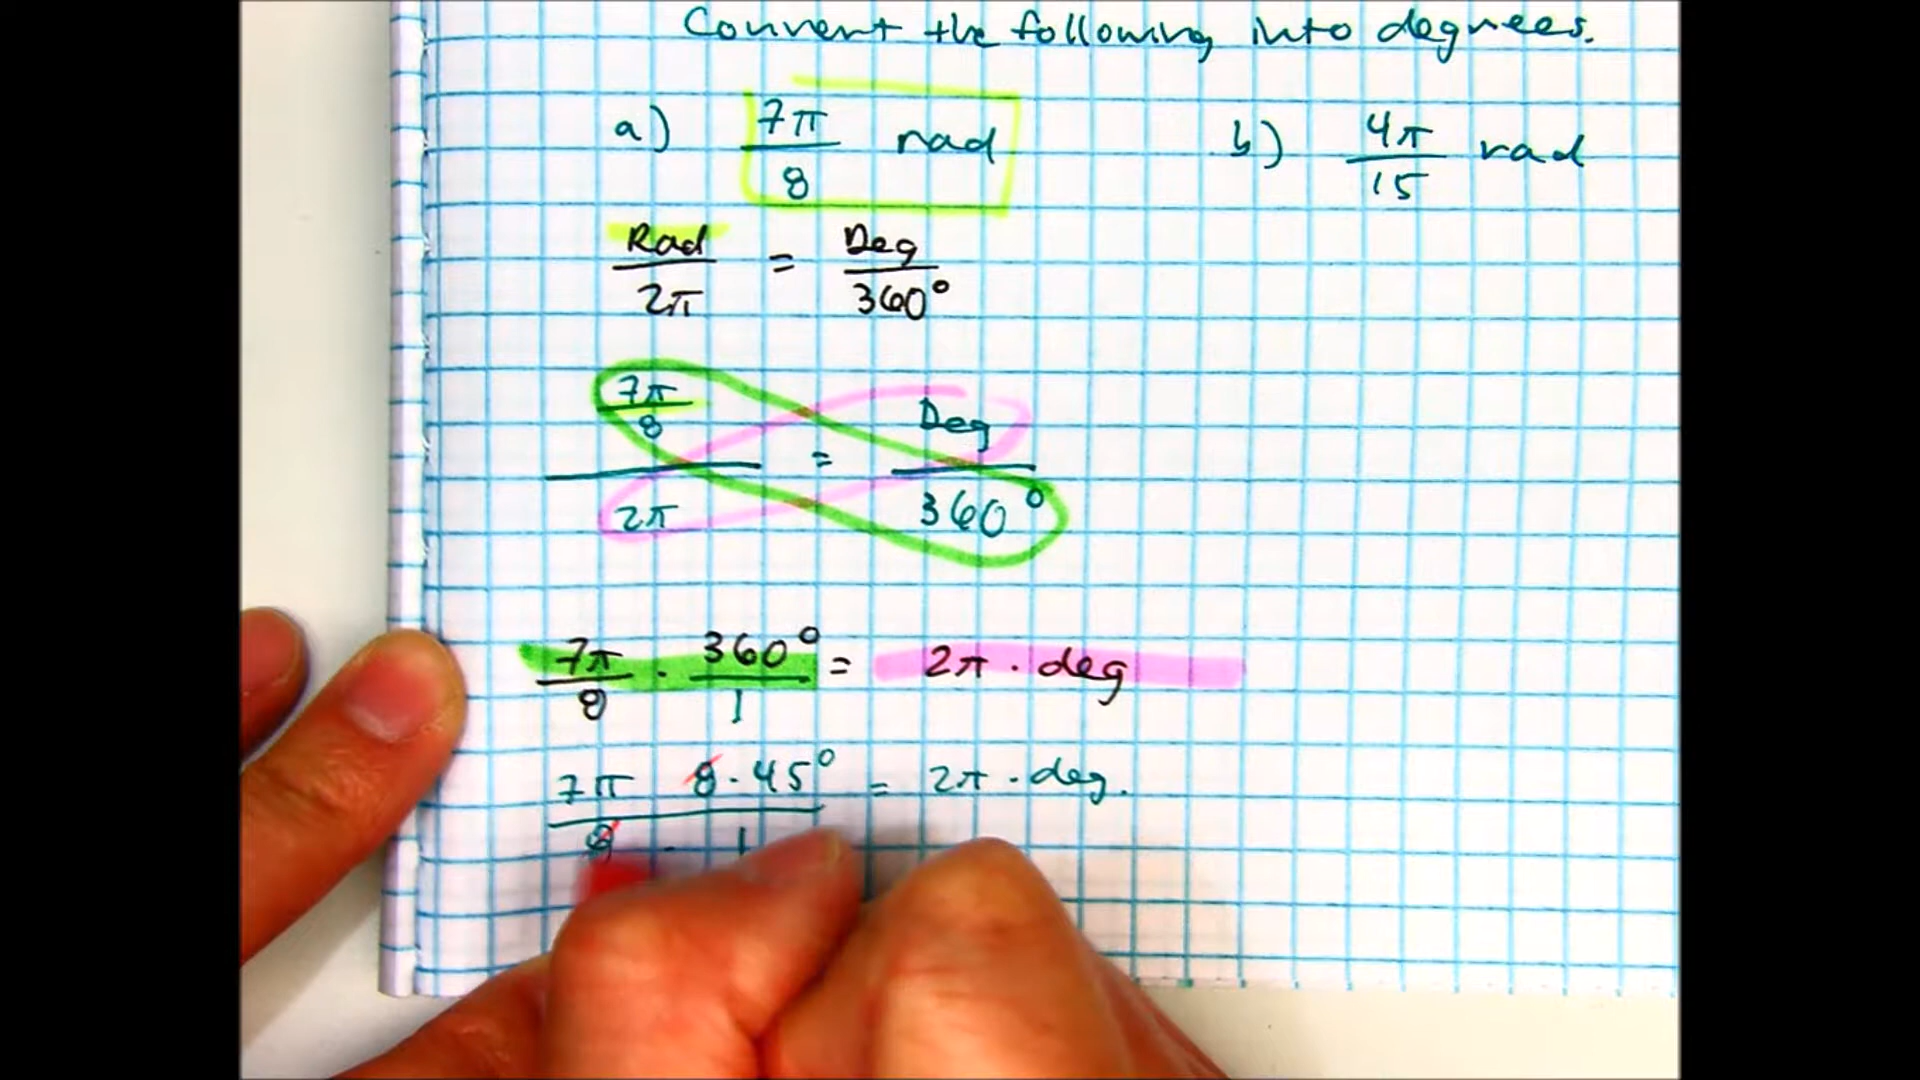 Convert the following into degrees.
a) 7π/8 rad
b) 4π/15 rad
Rad/2π = Deg/360°
(7π/8)/2π = Deg/360°
7π/8 · 360°/1 = 2π · deg
7π 8·45°/8 · 1 = 2π · deg.